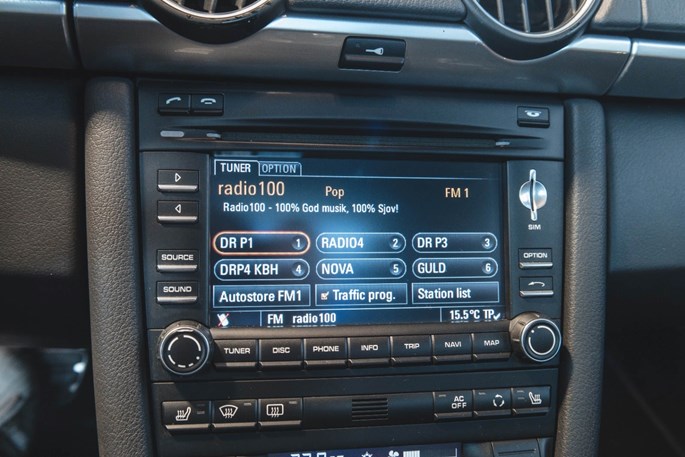 TUNER OPTION
radio100 Pop FM 1
Radio100 - 100% God musik, 100% Sjov!
DR P1 1 RADIO4 2 DR P3 3
DRP4 KBH 4 NOVA 5 GULD 6
Autostore FM1 Traffic prog. Station list
FM radio100 15.5°C TP
SOURCE
SOUND
SIM
OPTION
TUNER DISC PHONE INFO TRIP NAVI MAP
AC OFF